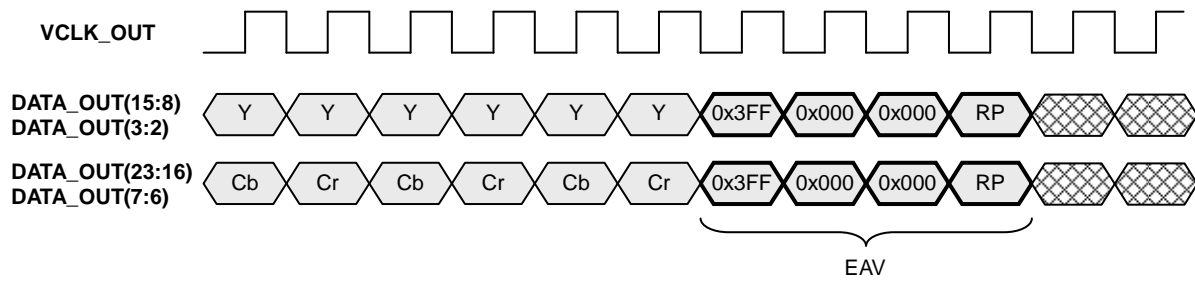 VCLK_OUT
DATA_OUT(15:8)
DATA_OUT(3:2)
Y Y Y Y Y Y 0x3FF 0x000 0x000 RP
DATA_OUT(23:16)
DATA_OUT(7:6)
Cb Cr Cb Cr Cb Cr 0x3FF 0x000 0x000 RP
EAV